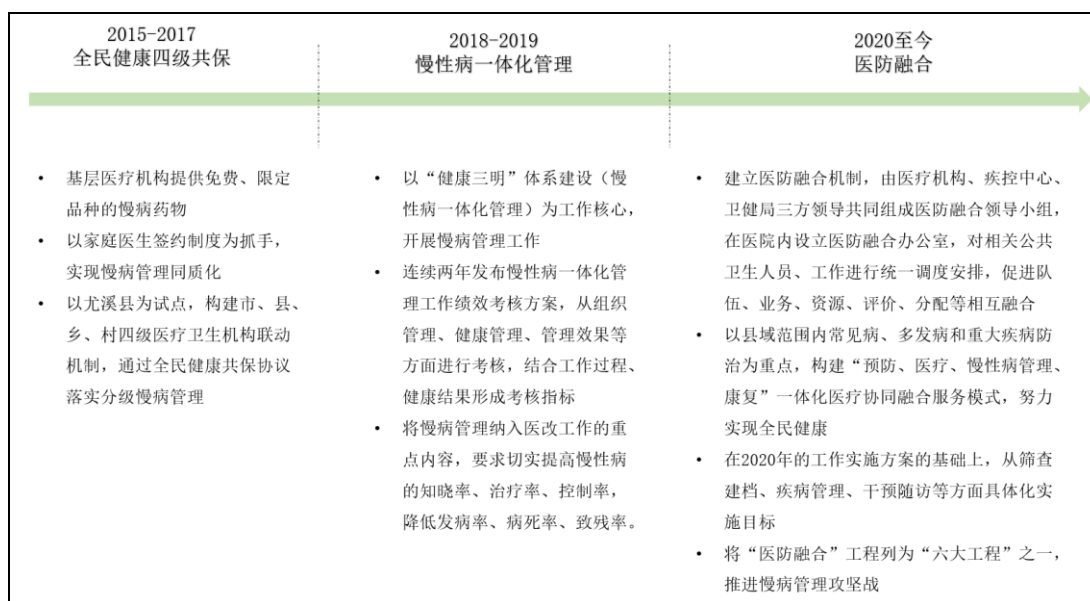 2015-2017
全民健康四级共保
2018-2019
慢性病一体化管理
2020至今
医防融合
• 基层医疗机构提供免费、限定
品种的慢病药物
• 以家庭医生签约制度为抓手，
实现慢病管理同质化
• 以尤溪县为试点，构建市、县、
乡、村四级医疗卫生机构联动
机制，通过全民健康共保协议
落实分级慢病管理
• 以“健康三明”体系建设（慢
性病一体化管理）为工作核心，
开展慢病管理工作
• 连续两年发布慢性病一体化管
理工作绩效考核方案，从组织
管理、健康管理、管理效果等
方面进行考核，结合工作过程、
健康结果形成考核指标
• 将慢病管理纳入医改工作的重
点内容，要求切实提高慢性病
的知晓率、治疗率、控制率，
降低发病率、病死率、致残率。
• 建立医防融合机制，由医疗机构、疾控中心、
卫健局三方领导共同组成医防融合领导小组，
在医院内设立医防融合办公室，对相关公共
卫生人员、工作进行统一调度安排，促进队
伍、业务、资源、评价、分配等相互融合
• 以县域范围内常见病、多发病和重大疾病防
治为重点，构建“预防、医疗、慢性病管理、
康复”一体化医疗协同融合服务模式，努力
实现全民健康
• 在2020年的工作实施方案的基础上，从筛查
建档、疾病管理、干预随访等方面具体化实
施目标
• 将“医防融合”工程列为“六大工程”之一，
推进慢病管理攻坚战